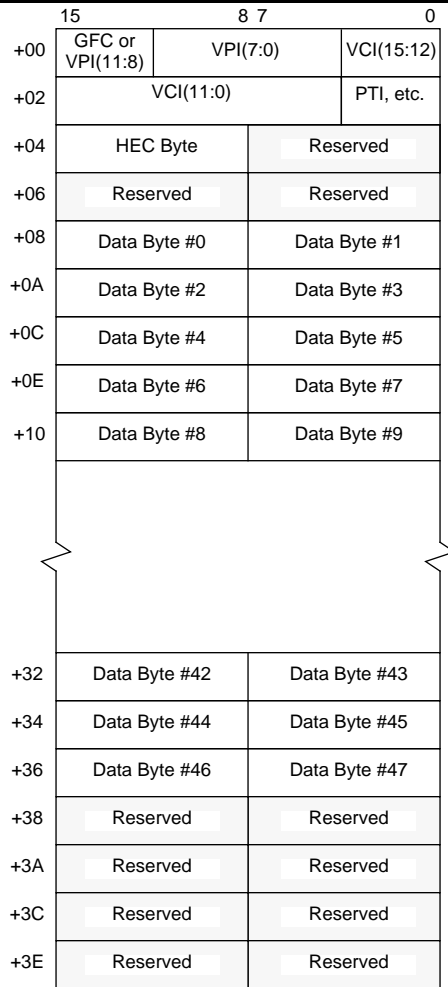 15 8 7 0
+00 GFC or VPI(11:8) VPI(7:0) VCI(15:12)
+02 VCI(11:0) PTI, etc.
+04 HEC Byte Reserved
+06 Reserved Reserved
+08 Data Byte #0 Data Byte #1
+0A Data Byte #2 Data Byte #3
+0C Data Byte #4 Data Byte #5
+0E Data Byte #6 Data Byte #7
+10 Data Byte #8 Data Byte #9
+32 Data Byte #42 Data Byte #43
+34 Data Byte #44 Data Byte #45
+36 Data Byte #46 Data Byte #47
+38 Reserved Reserved
+3A Reserved Reserved
+3C Reserved Reserved
+3E Reserved Reserved